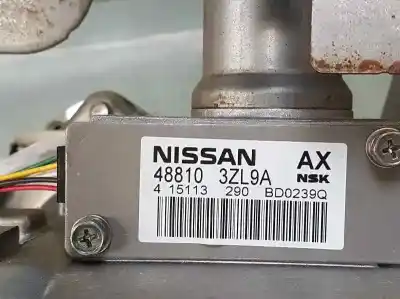 NISSAN AX
48810 3ZL9A NSK
4 15113 290 BD0239Q